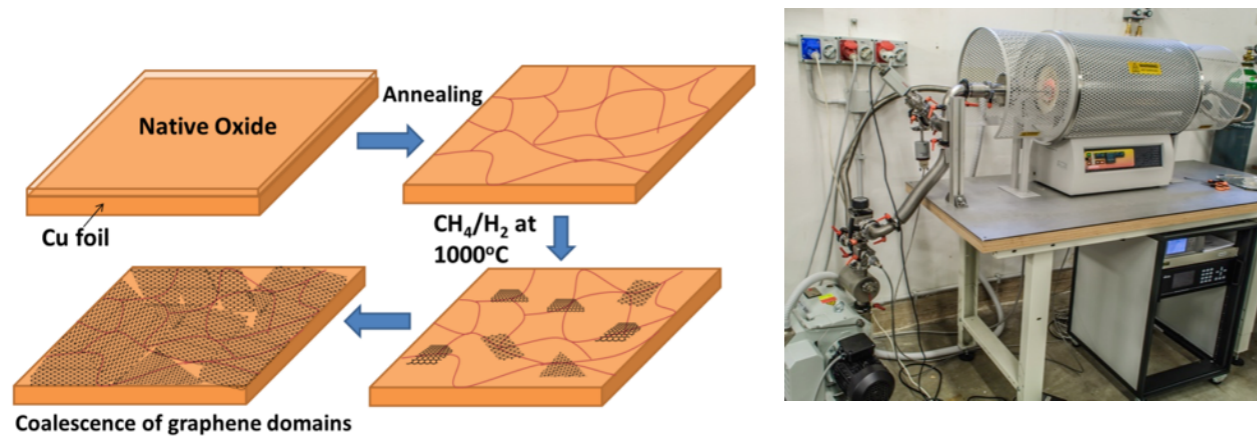 Native Oxide
Annealing
Cu foil
CH₄/H₂ at
1000ᵒC
Coalescence of graphene domains